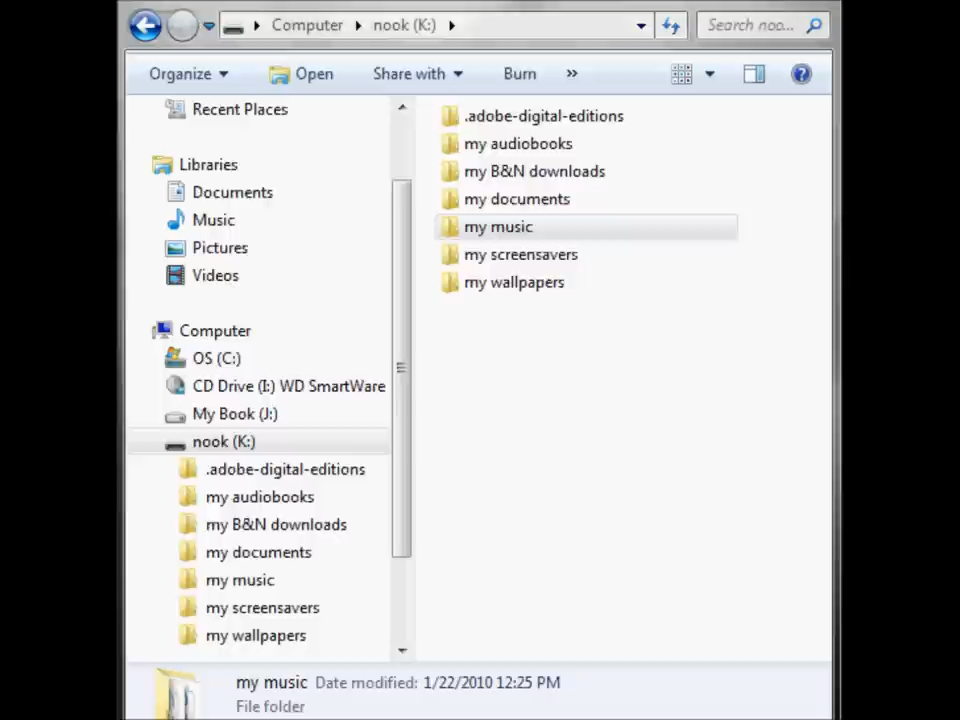 Computer nook (K:) Search noo...
Organize Open Share with Burn »
Recent Places
Libraries
Documents
Music
Pictures
Videos
Computer
OS (C:)
CD Drive (I:) WD SmartWare
My Book (J:)
nook (K:)
.adobe-digital-editions
my audiobooks
my B&N downloads
my documents
my music
my screensavers
my wallpapers
.adobe-digital-editions
my audiobooks
my B&N downloads
my documents
my music
my screensavers
my wallpapers
my music Date modified: 1/22/2010 12:25 PM
File folder